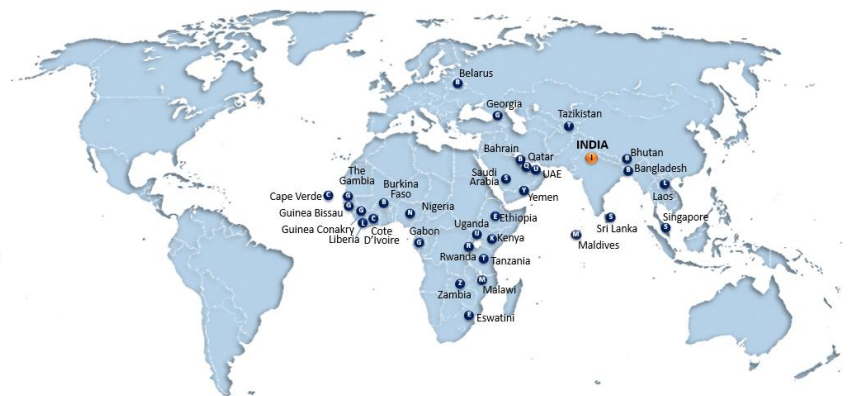 Belarus
B
Georgia
G
Tazikistan
T
INDIA
I
Bahrain
B
Qatar
Q
U
UAE
Bhutan
B
Bangladesh
B
Saudi
Arabia
S
Yemen
Y
L
Laos
The
Gambia
G
Burkina
Faso
B
Cape Verde
C
Guinea Bissau
G
G
Guinea Conakry
L
Liberia
C
Cote
D'Ivoire
Nigeria
N
Gabon
G
Ethiopia
E
Uganda
U
Kenya
K
Rwanda
R
Tanzania
T
Malawi
M
Zambia
Z
Eswatini
E
S
Sri Lanka
M
Maldives
Singapore
S